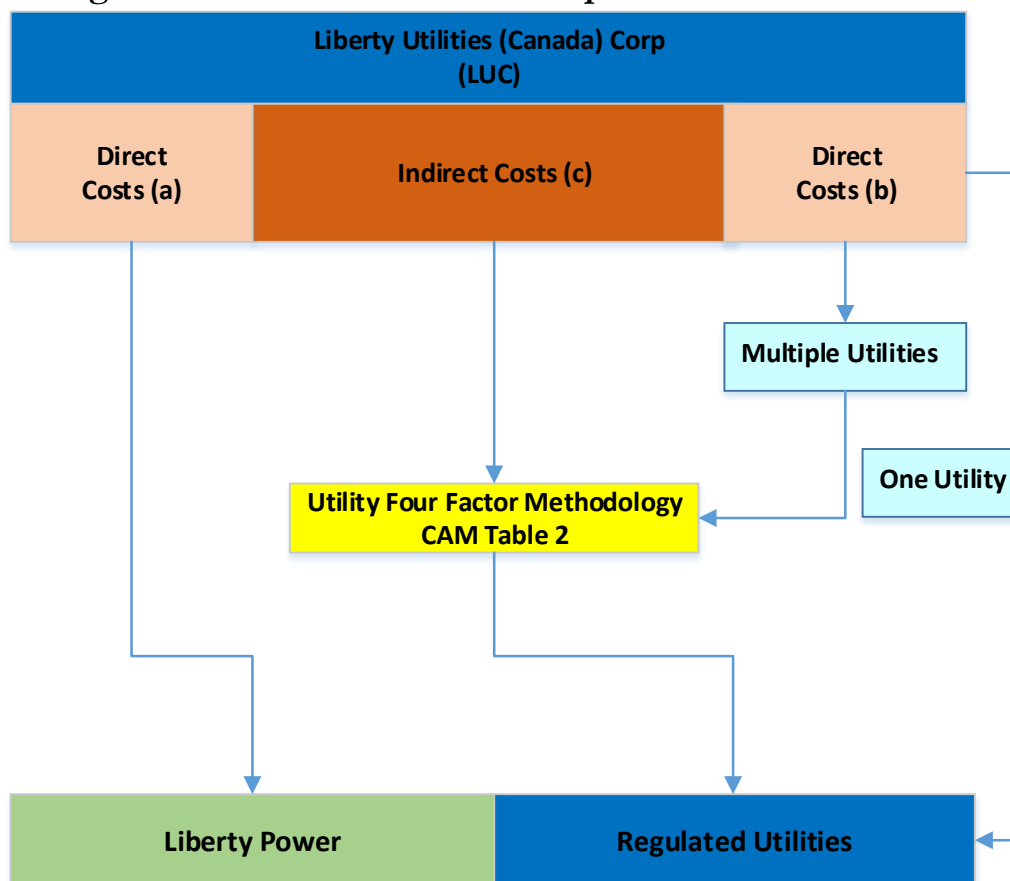 Liberty Utilities (Canada) Corp
(LUC)
Direct
Costs (a)
Indirect Costs (c)
Direct
Costs (b)
Multiple Utilities
One Utility
Utility Four Factor Methodology
CAM Table 2
Liberty Power
Regulated Utilities